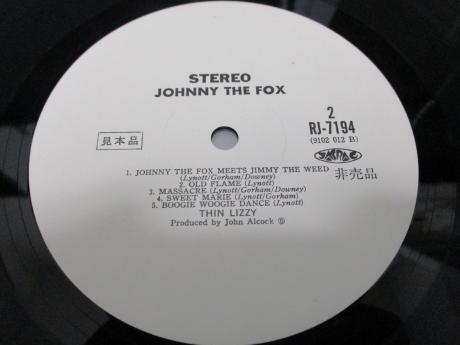 STEREO
JOHNNY THE FOX
2
RJ-7194
(9102 012 B)
見本品
非売品
1. JOHNNY THE FOX MEETS JIMMY THE WEED
(Lynott/Gorham/Downey)
2. OLD FLAME (Lynott)
3. MASSACRE (Lynott/Gorham/Downey)
4. SWEET MARIE (Lynott/Gorham)
5. BOOGIE WOOGIE DANCE (Lynott)
THIN LIZZY
Produced by John Alcock Ⓟ